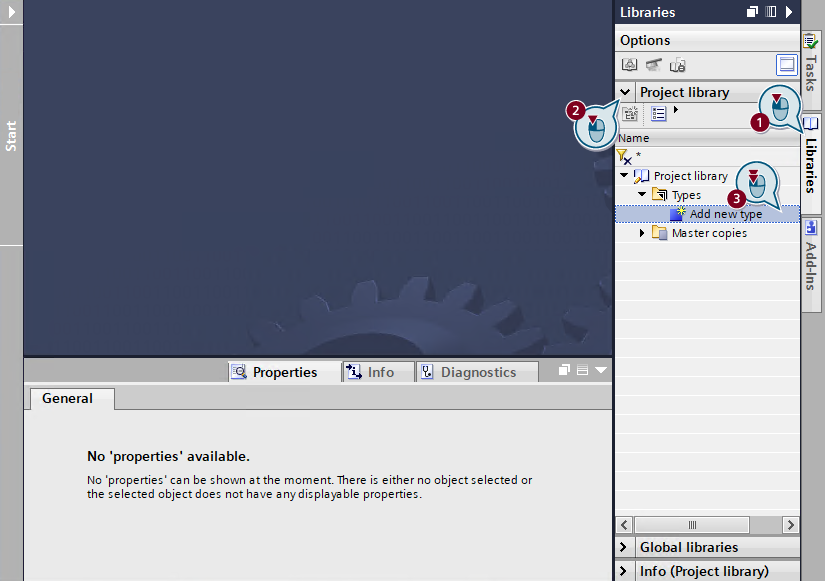 Start
Libraries
Options
Project library
Name
*
Project library
Types
Add new type
Master copies
Global libraries
Info (Project library)
Tasks
Libraries
Add-Ins
1
2
3
Properties
Info
Diagnostics
General
No 'properties' available.
No 'properties' can be shown at the moment. There is either no object selected or
the selected object does not have any displayable properties.